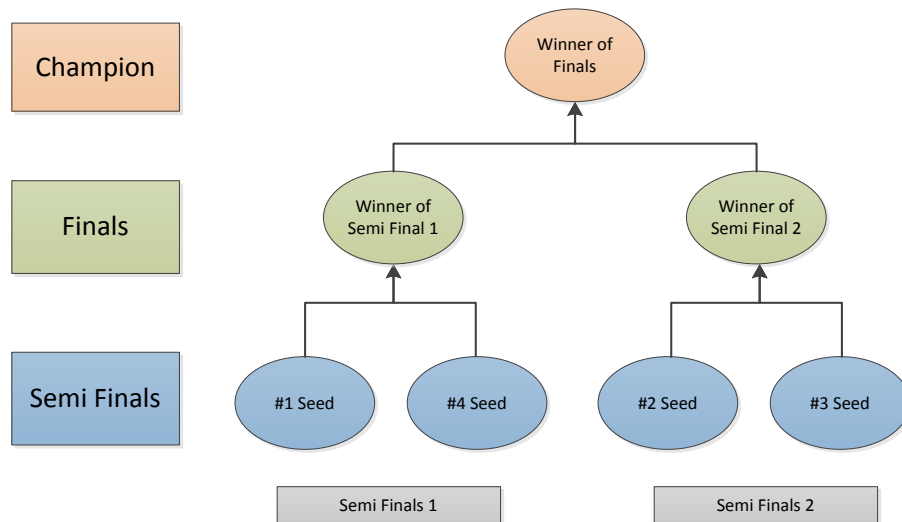 Champion
Winner of
Finals
Finals
Winner of
Semi Final 1
Winner of
Semi Final 2
Semi Finals
#1 Seed
#4 Seed
#2 Seed
#3 Seed
Semi Finals 1
Semi Finals 2